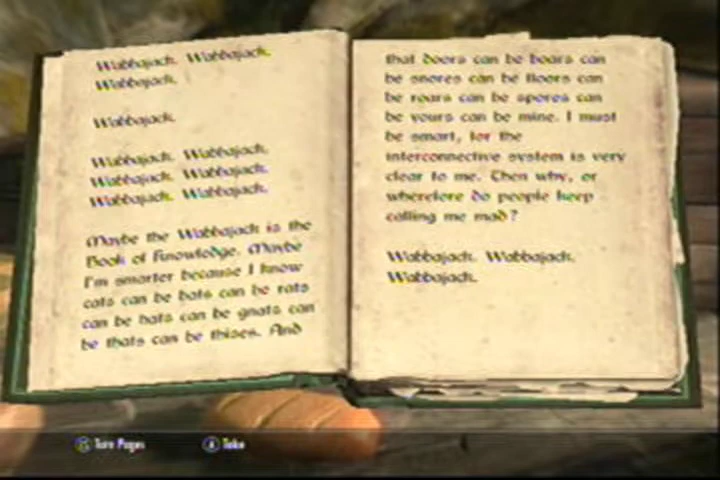 Wabbajack. Wabbajack.
Wabbajack.
Wabbajack.
Wabbajack. Wabbajack.
Wabbajack. Wabbajack.
Wabbajack. Wabbajack.
Maybe the Wabbajack is the
Book of Knowledge. Maybe
I'm smarter because I know
cats can be bats can be rats
can be hats can be gnats can
be thats can be thises. And
that doors can be boars can
be snores can be floors can
be roars can be spores can
be yours can be mine. I must
be smart, for the
interconnective system is very
clear to me. Then why, or
wherefore do people keep
calling me mad?
Wabbajack. Wabbajack.
Wabbajack.
Turn Pages
Take